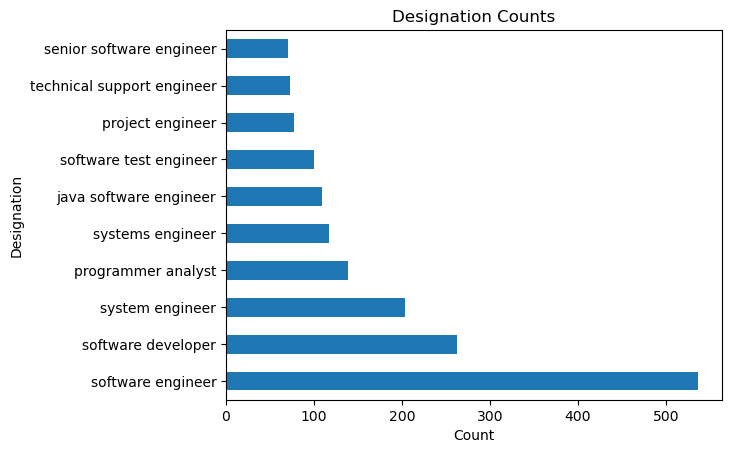 Designation Counts
senior software engineer
technical support engineer
project engineer
software test engineer
java software engineer
systems engineer
programmer analyst
system engineer
software developer
software engineer
Designation
0 100 200 300 400 500
Count